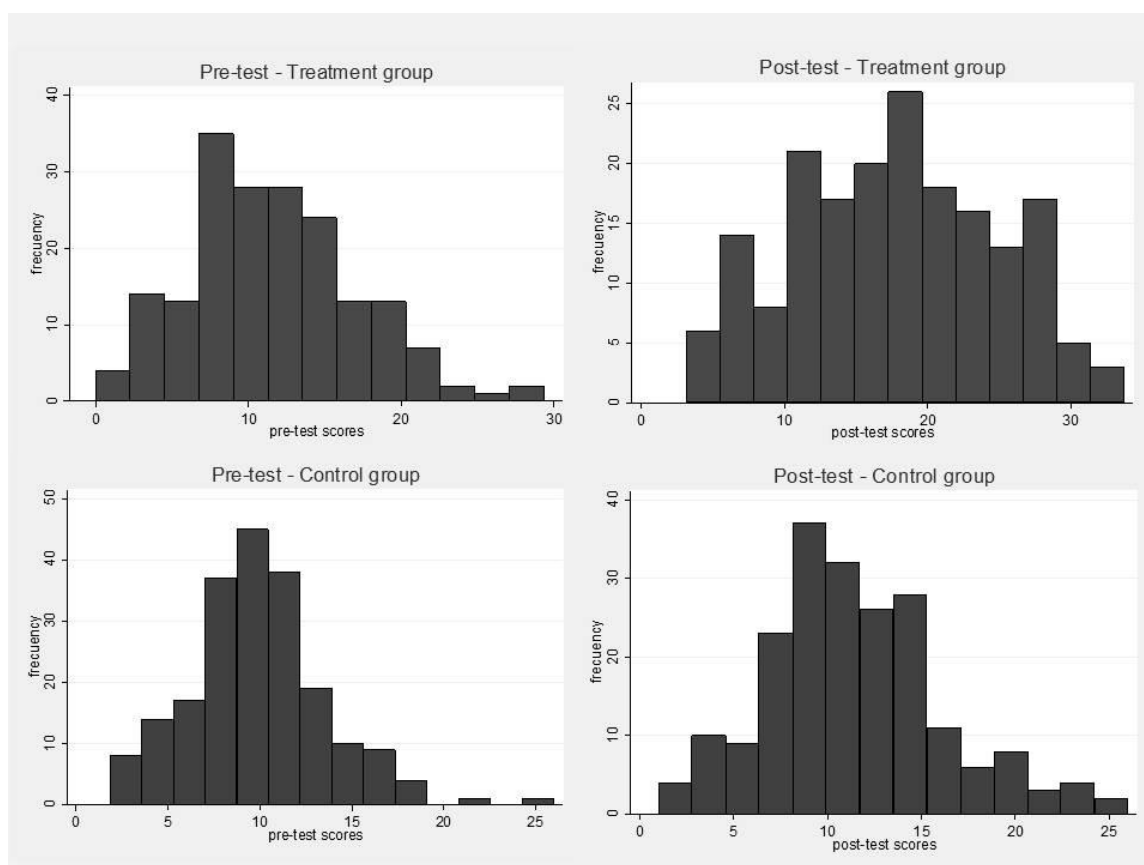 Pre-test - Treatment group
40
30
20
10
0
frecuency
0 10 20 30
pre-test scores
Post-test - Treatment group
25
20
15
10
5
0
frecuency
0 10 20 30
post-test scores
Pre-test - Control group
50
40
30
20
10
0
frecuency
0 5 10 15 20 25
pre-test scores
Post-test - Control group
40
30
20
10
0
frecuency
0 5 10 15 20 25
post-test scores